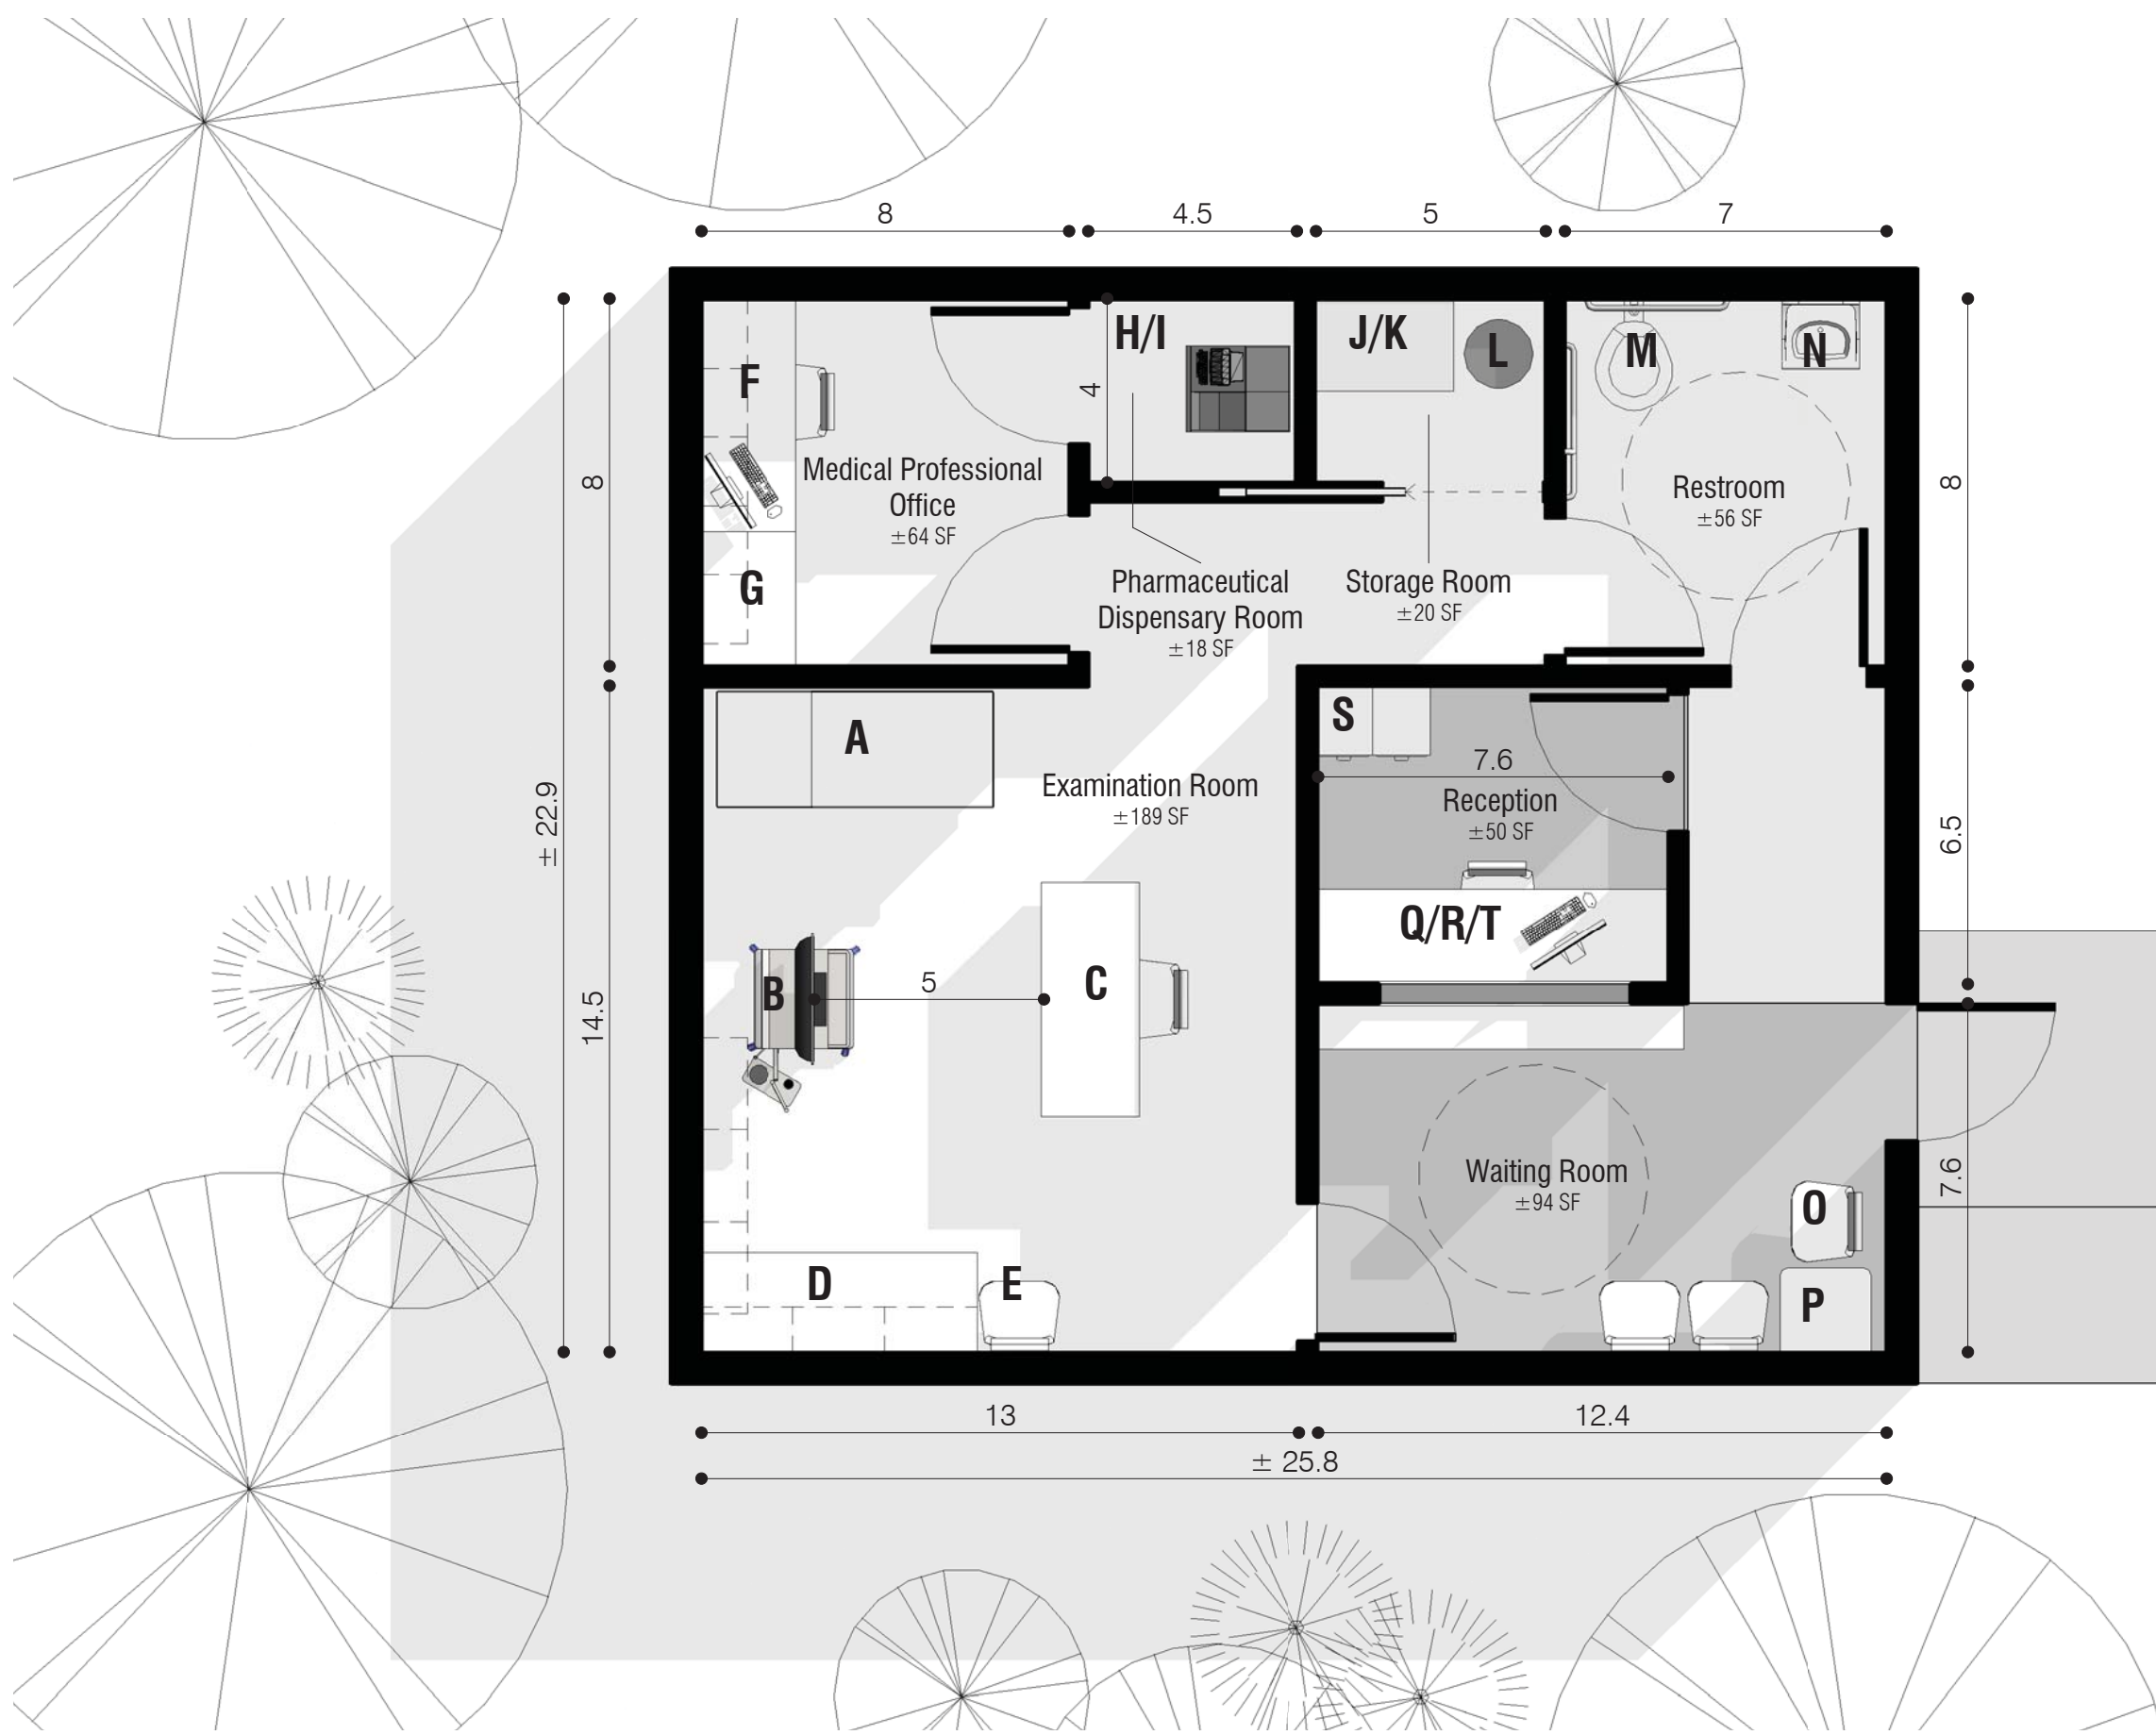 8
4.5
5
7
H/I
J/K
L
M
N
F
4
Medical Professional
Office
±64 SF
8
Restroom
±56 SF
8
G
Pharmaceutical
Dispensary Room
±18 SF
Storage Room
±20 SF
S
A
7.6
Examination Room
±189 SF
Reception
±50 SF
± 22.9
6.5
Q/R/T
B
5
C
14.5
Waiting Room
±94 SF
7.6
O
D
E
P
13
12.4
± 25.8